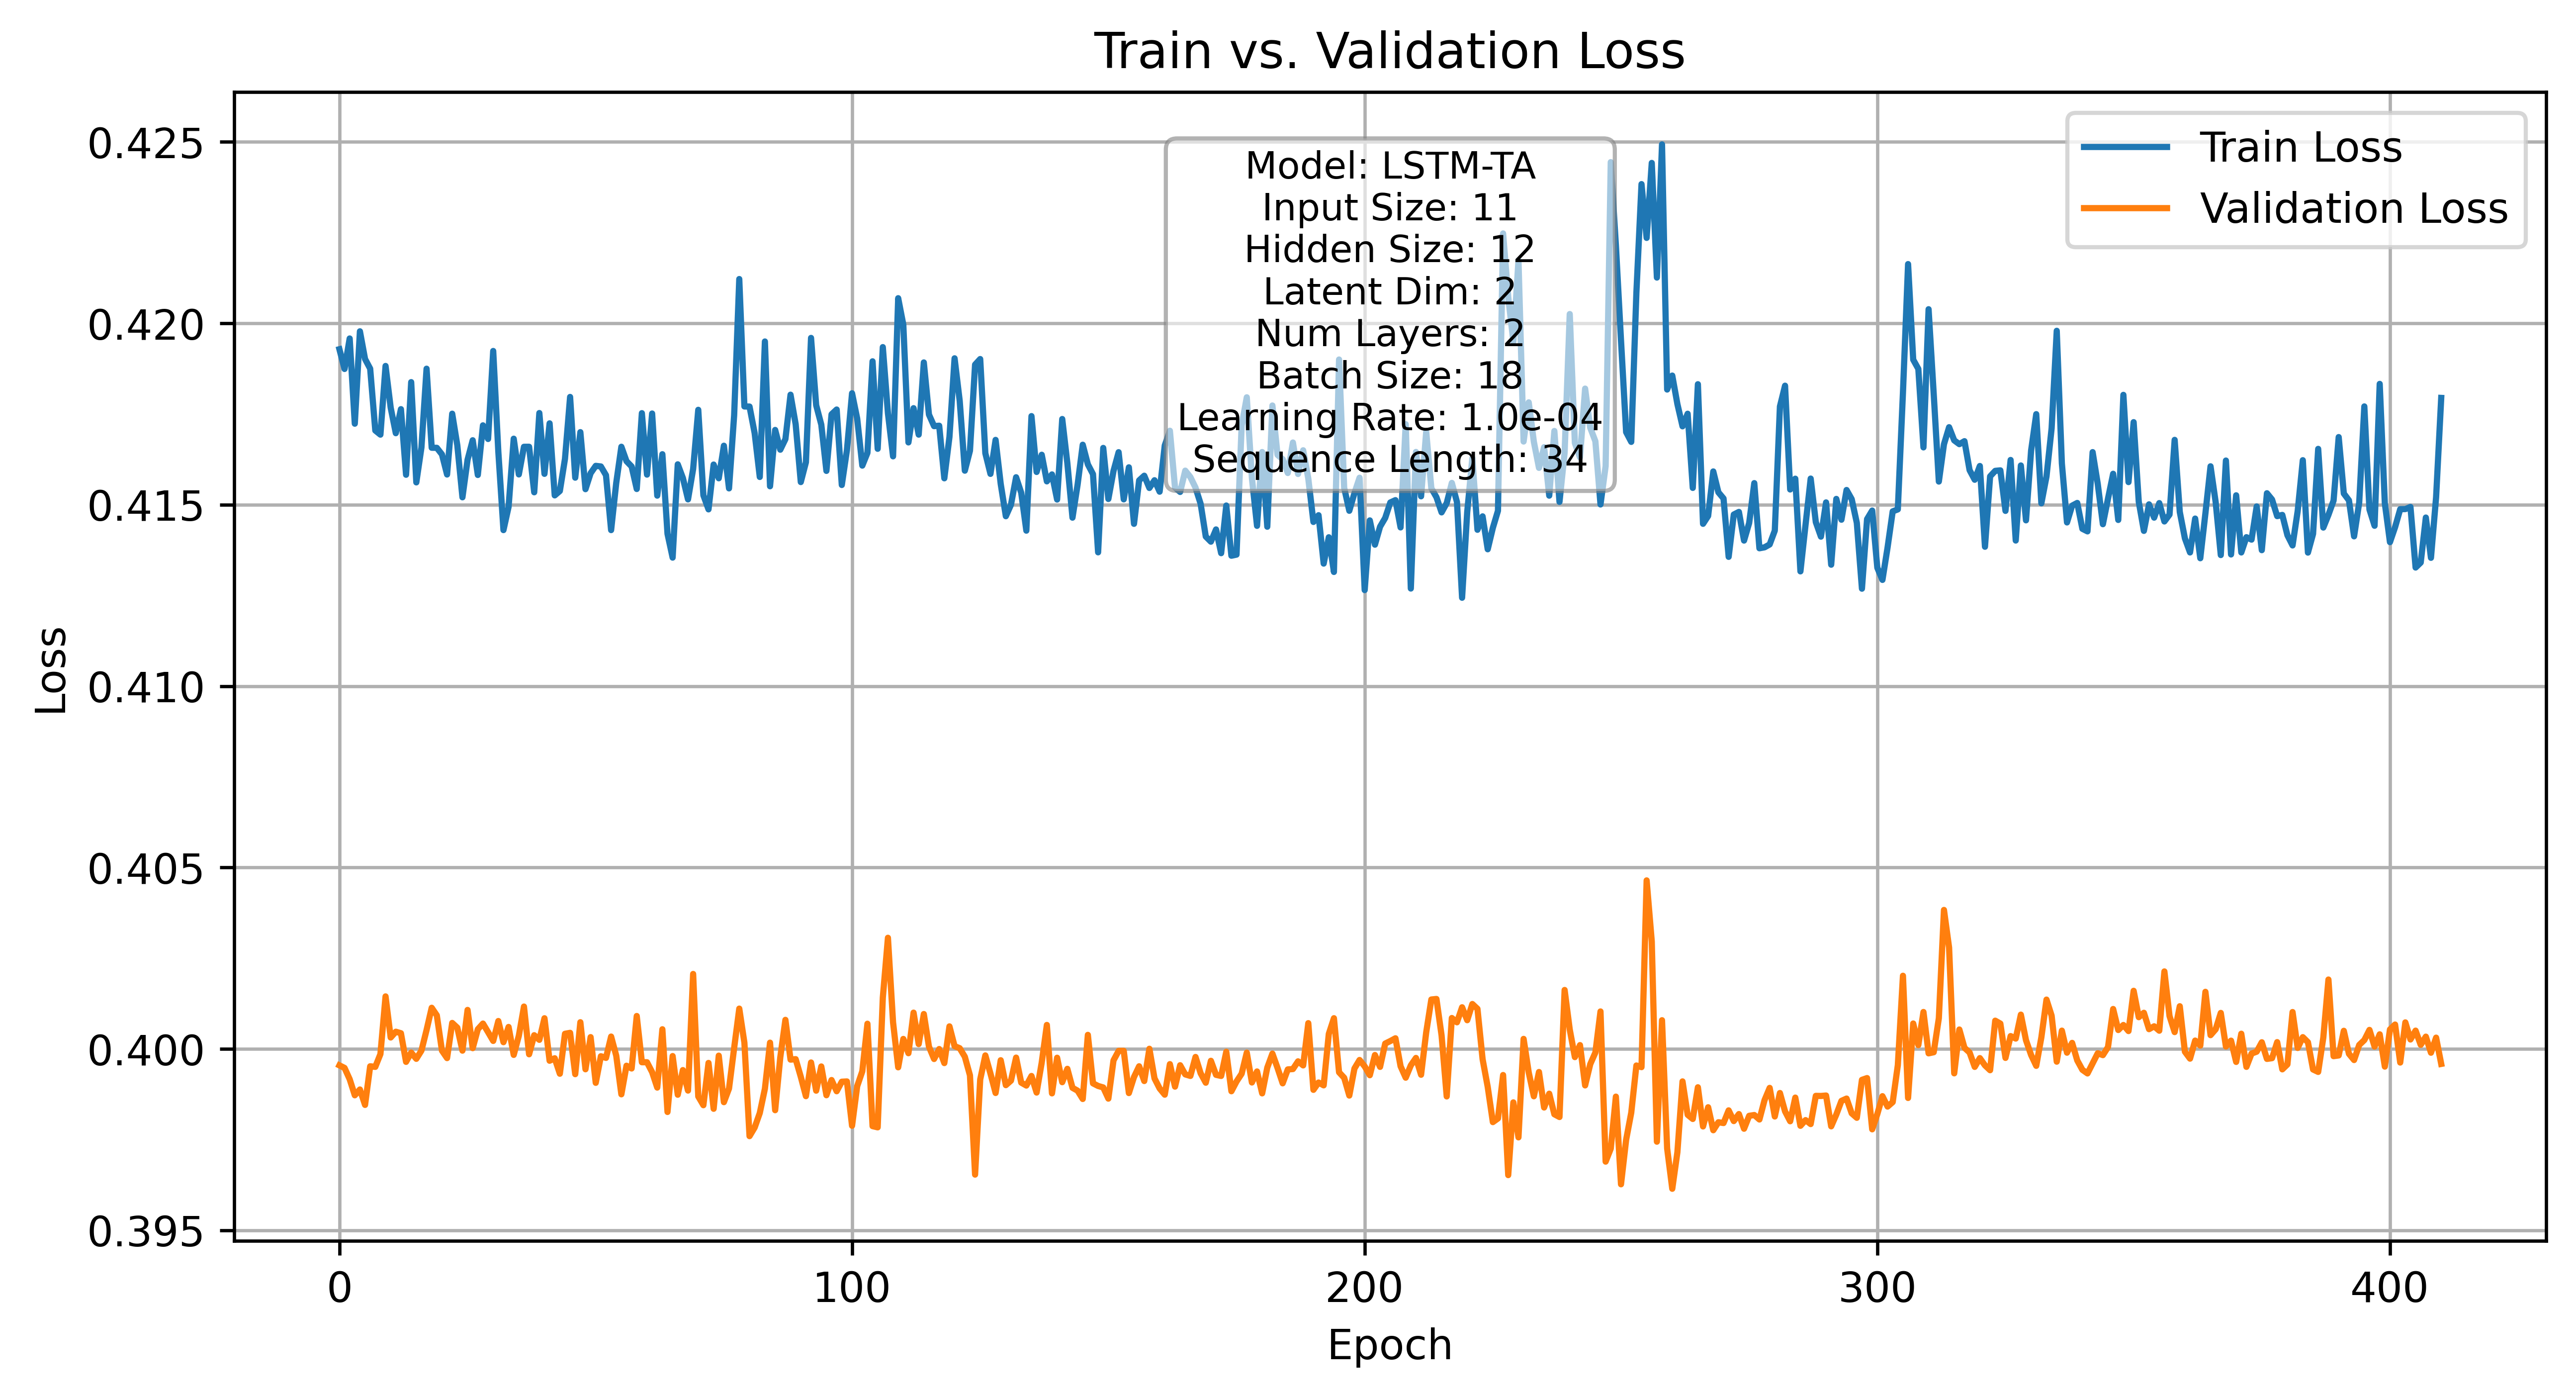 Train vs. Validation Loss
Train Loss
Validation Loss
Model: LSTM-TA
Input Size: 11
Hidden Size: 12
Latent Dim: 2
Num Layers: 2
Batch Size: 18
Learning Rate: 1.0e-04
Sequence Length: 34
Loss
0.425
0.420
0.415
0.410
0.405
0.400
0.395
0 100 200 300 400
Epoch